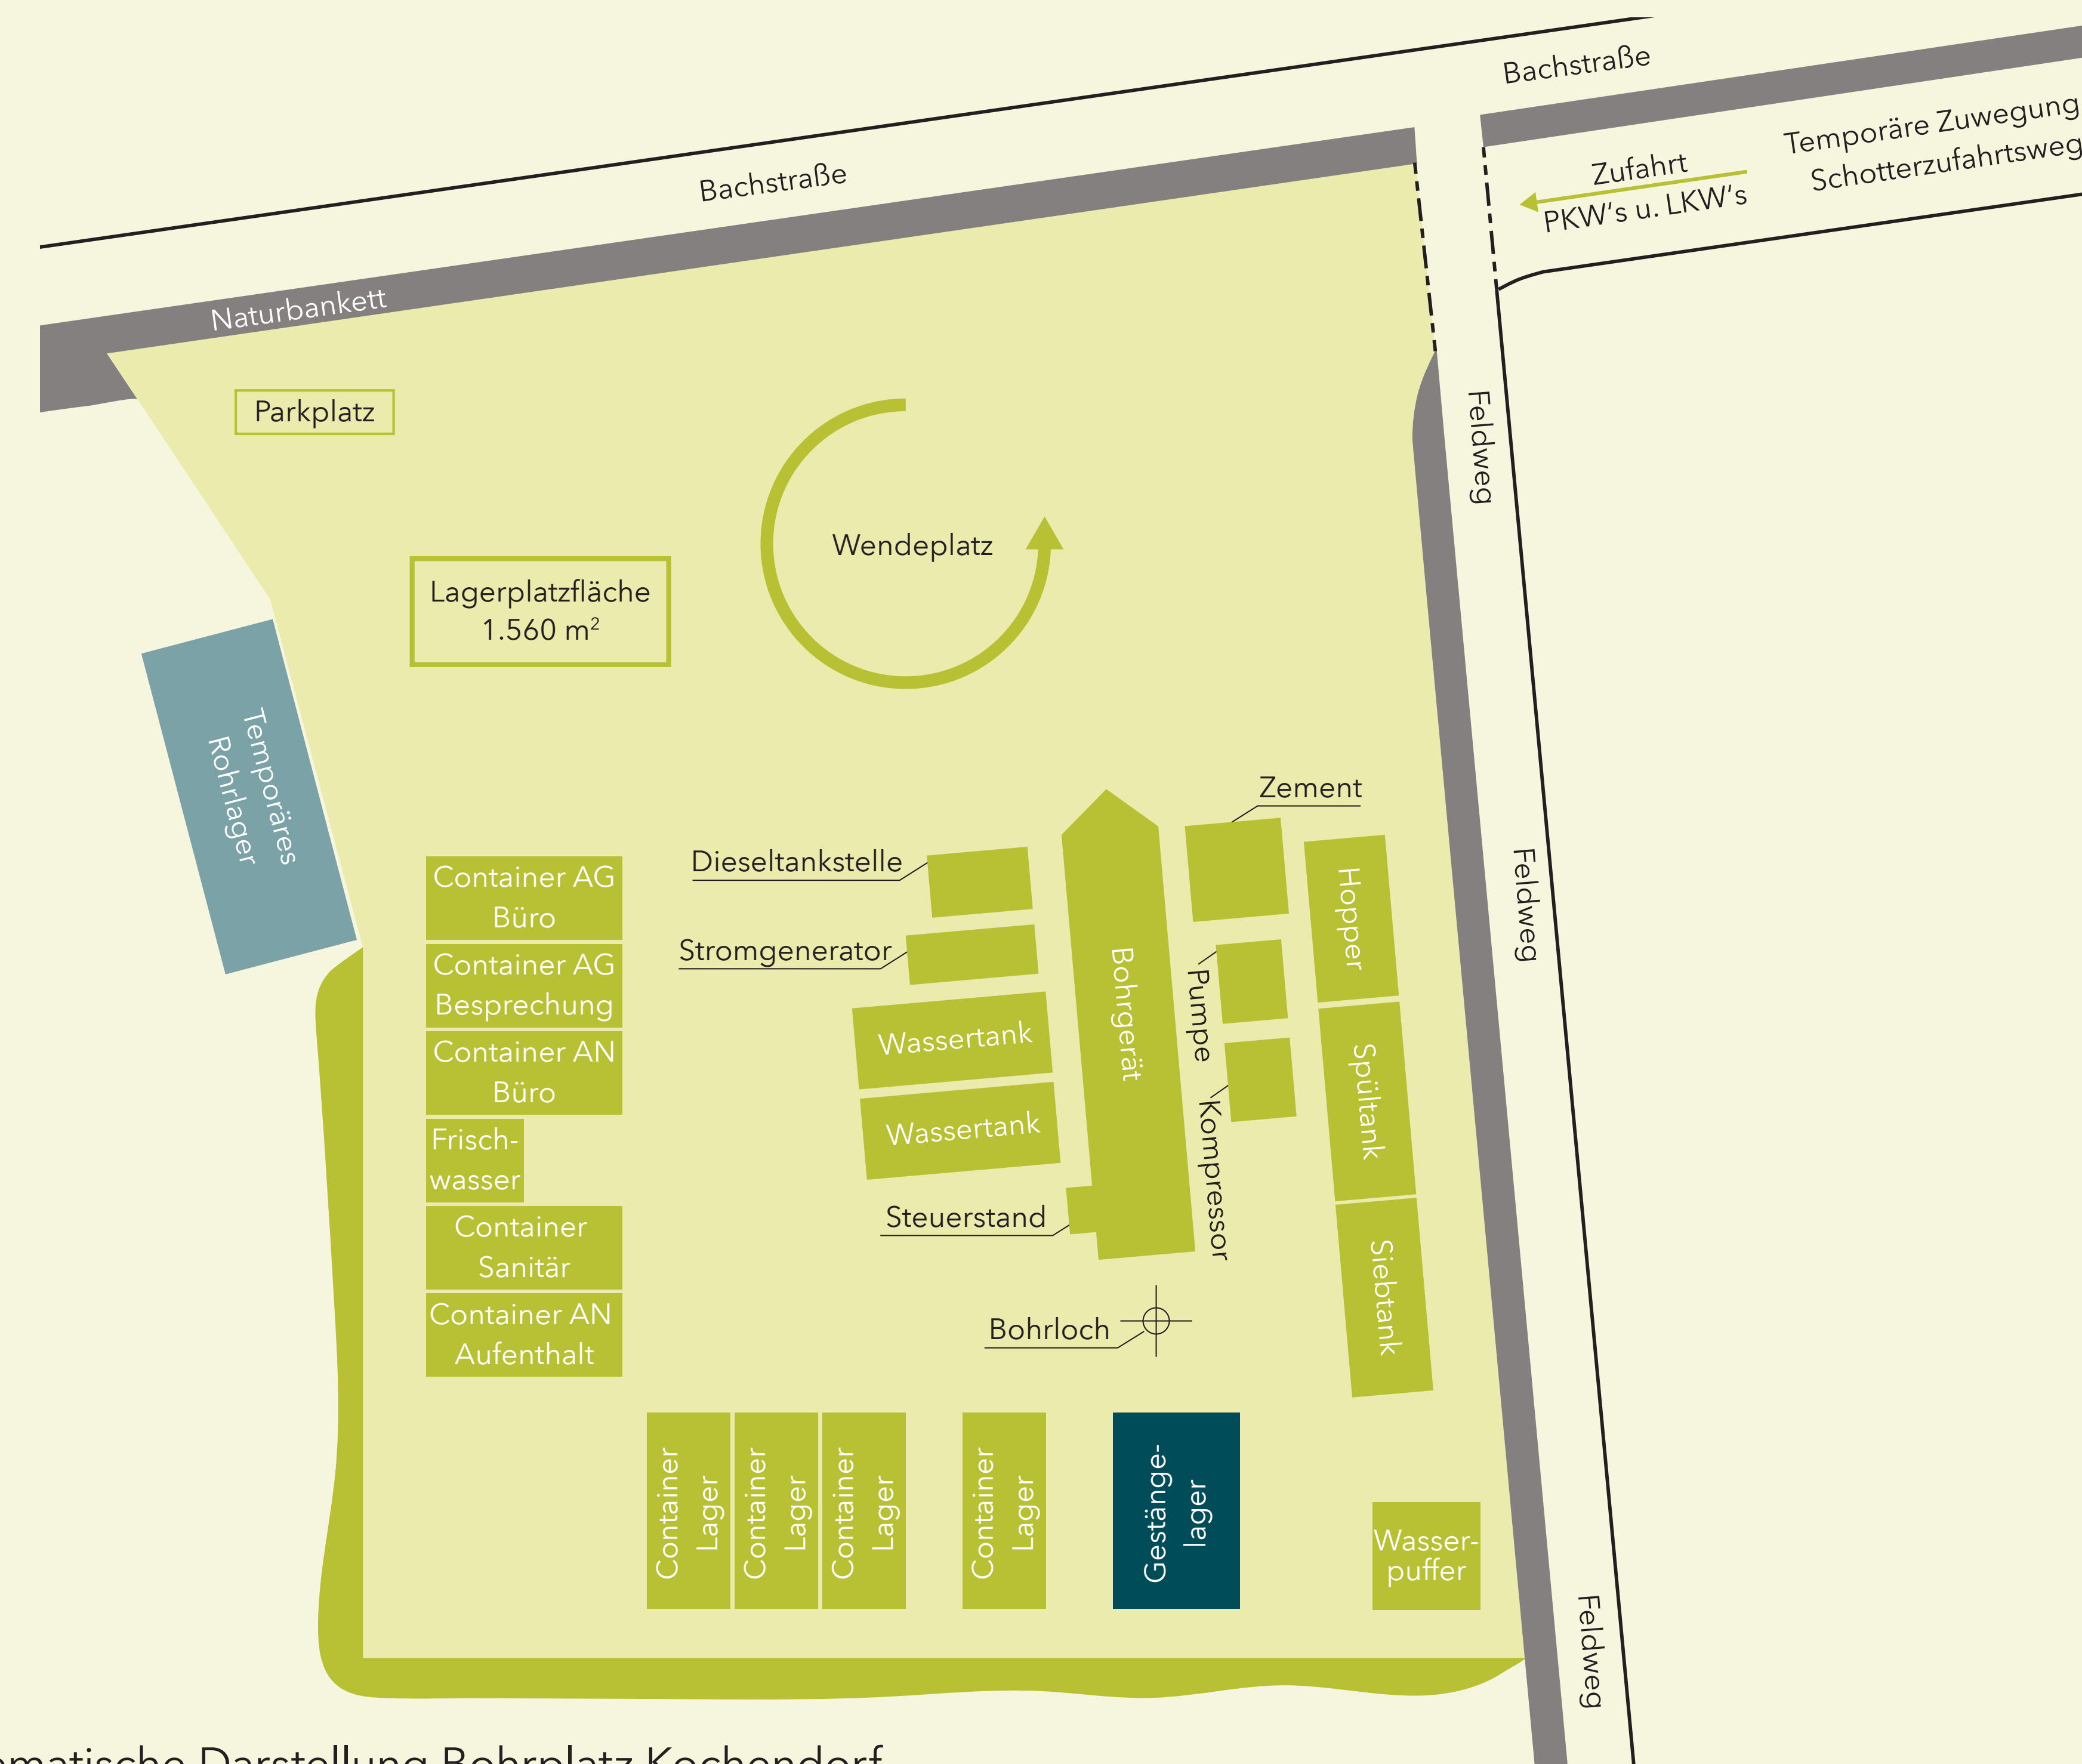 Bachstraße
Bachstraße
Temporäre Zuwegung
Schotterzufahrtsweg
Zufahrt
PKW‘s u. LKW‘s
Naturbankett
Parkplatz
Feldweg
Wendeplatz
Lagerplatzfläche
1.560 m²
Temporäres
Rohrlager
Zement
Dieseltankstelle
Stromgenerator
Wassertank
Wassertank
Steuerstand
Bohrgerät
Pumpe
Kompressor
Hopper
Spültank
Siebtank
Feldweg
Container AG
Büro
Container AG
Besprechung
Container AN
Büro
Frisch-
wasser
Container
Sanitär
Container AN
Aufenthalt
Bohrloch
Container
Lager
Container
Lager
Container
Lager
Container
Lager
Gestänge-
lager
Wasser-
puffer
Feldweg
Darstellung Bohrplatz Kochendorf